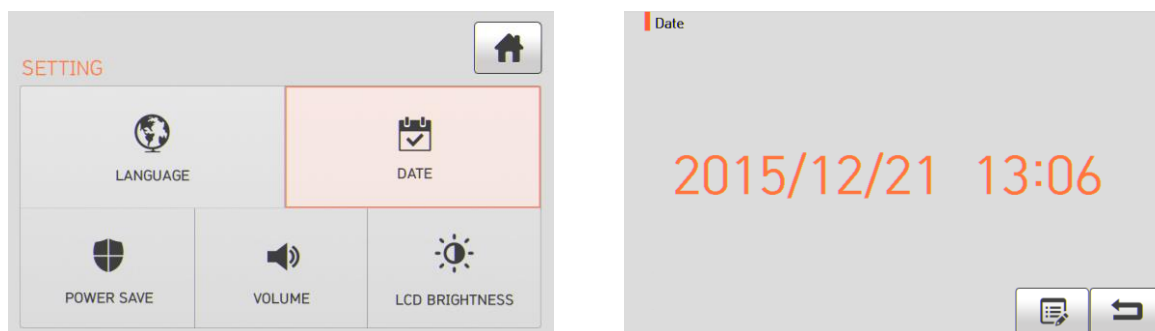 SETTING
LANGUAGE
DATE
POWER SAVE
VOLUME
LCD BRIGHTNESS
Date
2015/12/21 13:06